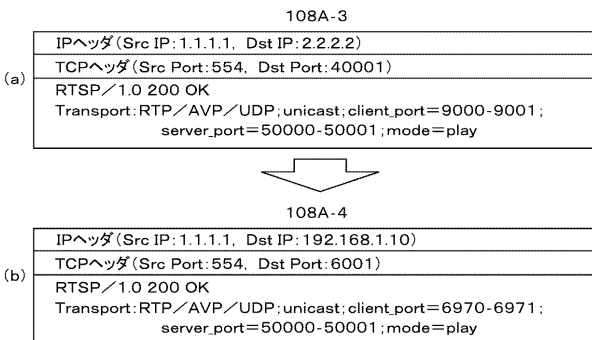 108A-3
(a)
IPヘッダ(Src IP:1.1.1.1, Dst IP:2.2.2.2)
TCPヘッダ(Src Port:554, Dst Port:40001)
RTSP/1.0 200 OK
Transport:RTP/AVP/UDP;unicast;client_port=9000-9001;
server_port=50000-50001;mode=play
108A-4
(b)
IPヘッダ(Src IP:1.1.1.1, Dst IP:192.168.1.10)
TCPヘッダ(Src Port:554, Dst Port:6001)
RTSP/1.0 200 OK
Transport:RTP/AVP/UDP;unicast;client_port=6970-6971;
server_port=50000-50001;mode=play